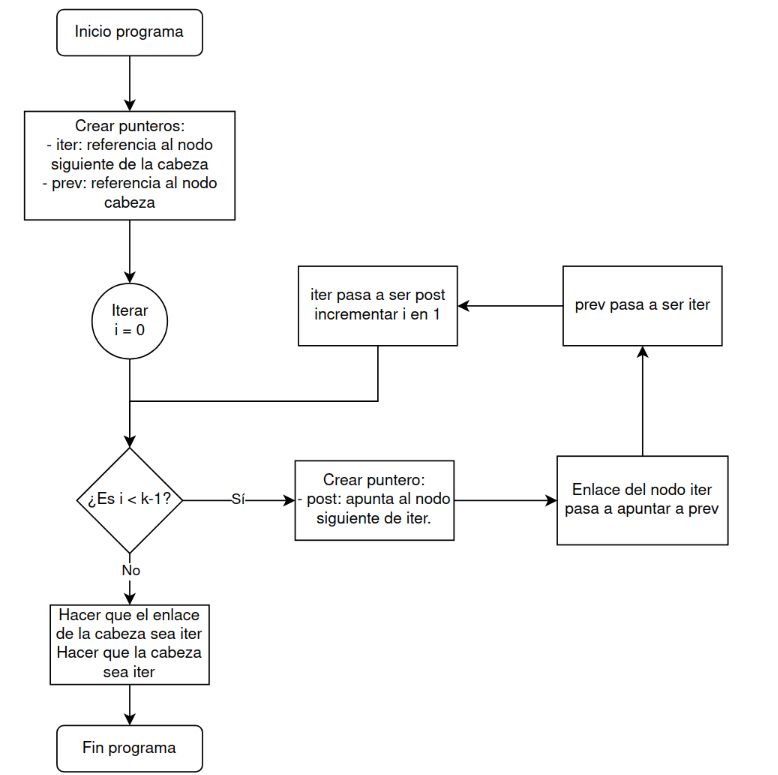 Inicio programa
Crear punteros:
- iter: referencia al nodo
siguiente de la cabeza
- prev: referencia al nodo
cabeza
Iterar
i = 0
iter pasa a ser post
incrementar i en 1
prev pasa a ser iter
¿Es i < k-1?
Sí
Crear puntero:
- post: apunta al nodo
siguiente de iter.
Enlace del nodo iter
pasa a apuntar a prev
No
Hacer que el enlace
de la cabeza sea iter
Hacer que la cabeza
sea iter
Fin programa